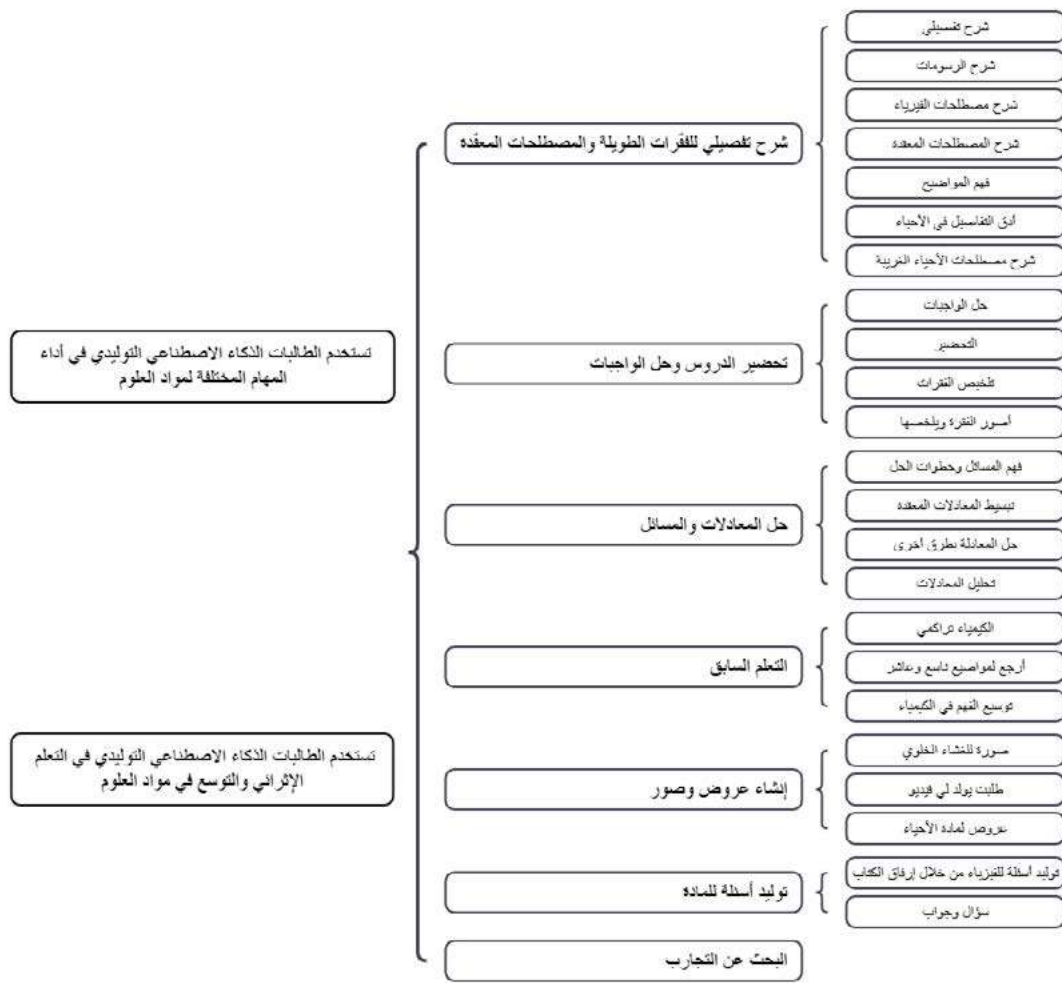 تستخدم الطالبات الذكاء الاصطناعي التوليدي في أداء
المهام المختلفة لمواد العلوم
تستخدم الطالبات الذكاء الاصطناعي التوليدي في التعلم
الإثرائي والتوسع في مواد العلوم
شرح تفصيلي للفقرات الطويلة والمصطلحات المعقدة
شرح تفصيلي
شرح الرسومات
شرح مصطلحات الفيزياء
شرح المصطلحات المعقدة
فهم المواضيع
أدق التفاصيل في الأحياء
شرح مصطلحات الأحياء الغريبة
تحضير الدروس وحل الواجبات
حل الواجبات
التحضير
تلخيص الفقرات
أصور الفقرة ويلخصها
حل المعادلات والمسائل
فهم المسائل وخطوات الحل
تبسيط المعادلات المعقدة
حل المعادلة بطرق أخرى
تحليل المعادلات
التعلم السابق
الكيمياء تراكمي
أرجع لمواضيع تاسع وعاشر
توسيع الفهم في الكيمياء
إنشاء عروض وصور
صورة للغشاء الخلوي
طلبت يولد لي فيديو
عروض لمادة الأحياء
توليد أسئلة للمادة
توليد أسئلة للفيزياء من خلال إرفاق الكتاب
سؤال وجواب
البحث عن التجارب